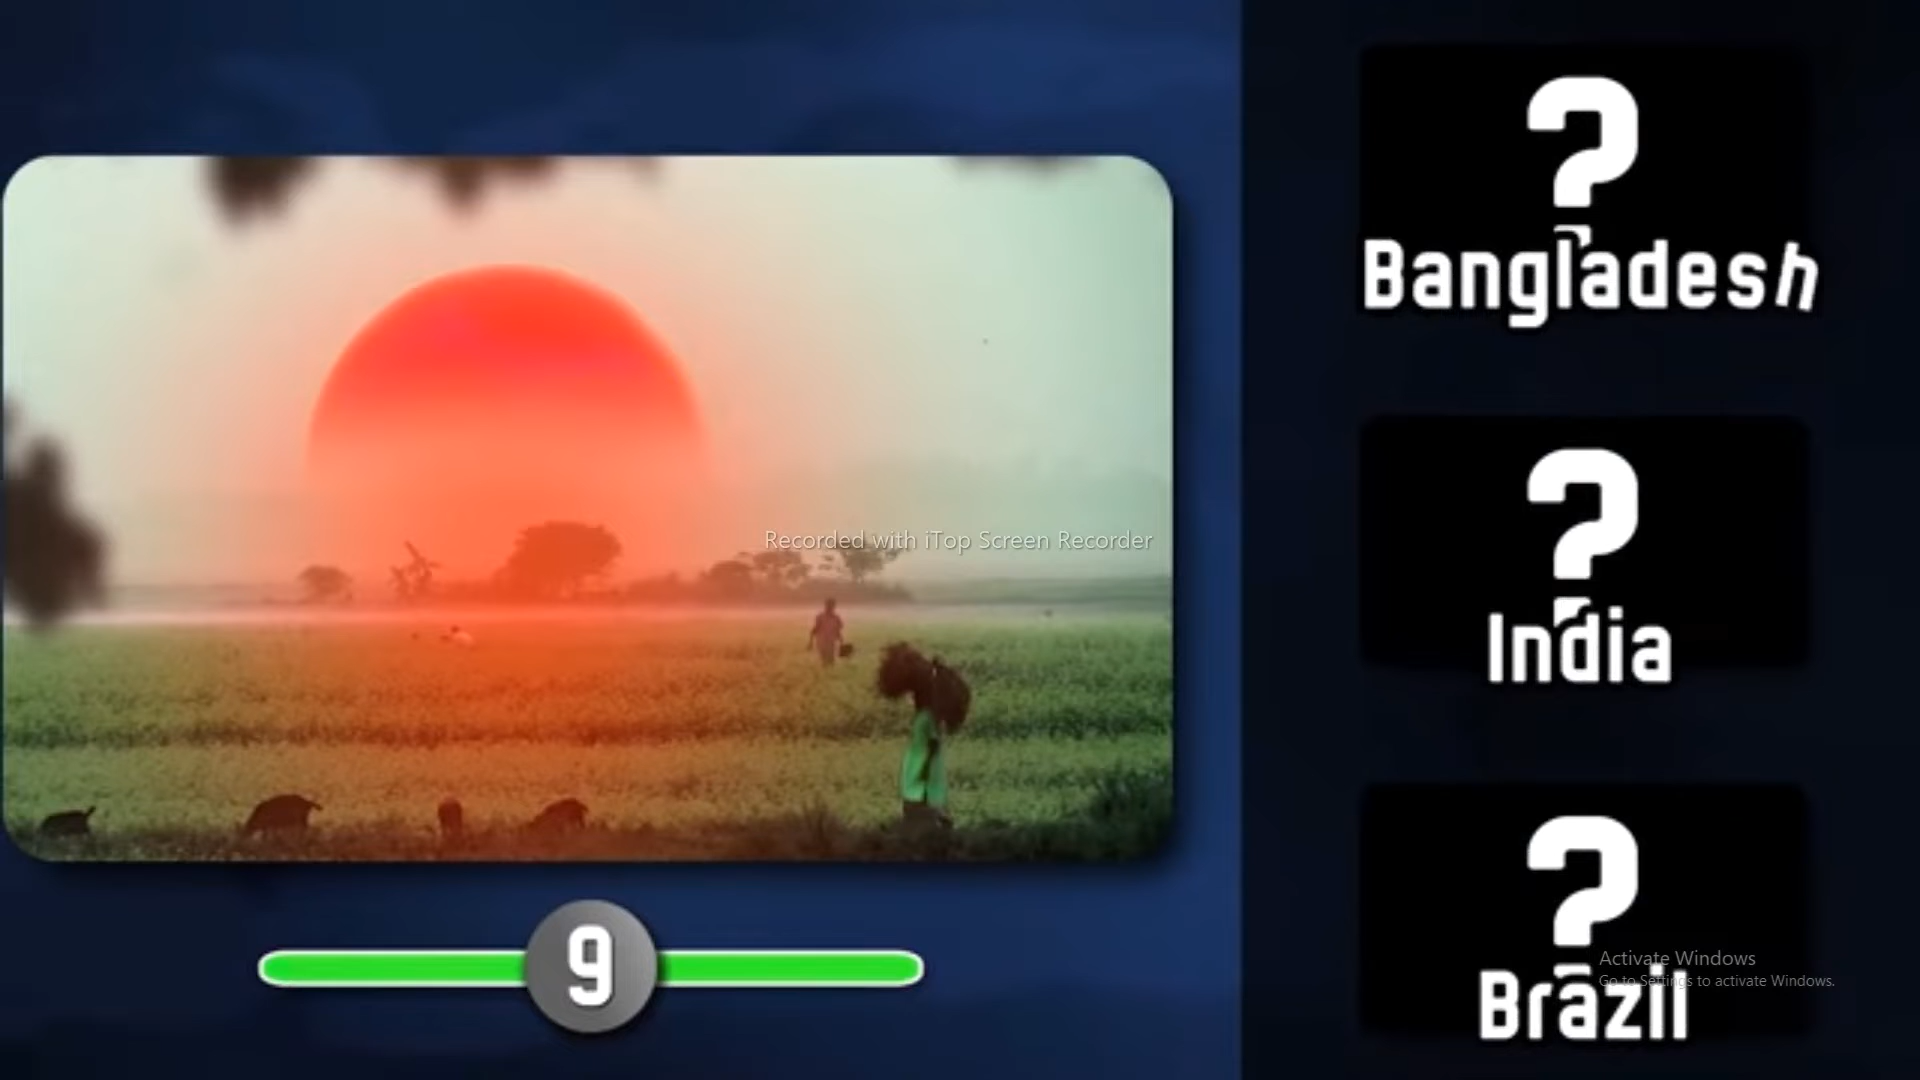 ?
Bangladesh
Recorded with iTop Screen Recorder
?
India
9
?
Activate Windows
Go to Settings to activate Windows.
Brazil